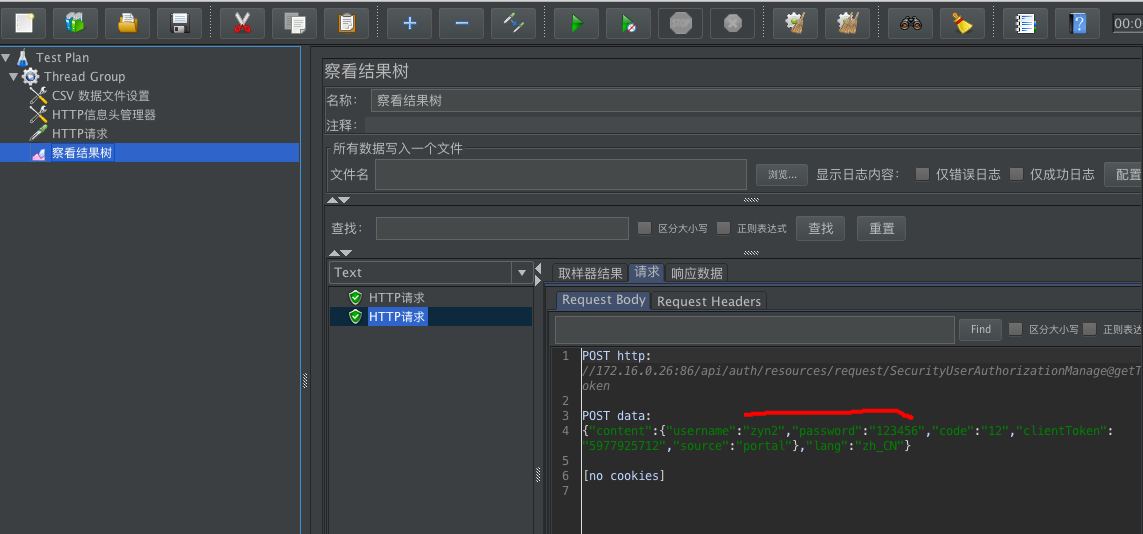 00:0
Test Plan
Thread Group
CSV 数据文件设置
HTTP信息头管理器
HTTP请求
察看结果树
察看结果树
名称： 察看结果树
注释：
所有数据写入一个文件
文件名 浏览... 显示日志内容： 仅错误日志 仅成功日志 配置
查找： 区分大小写 正则表达式 查找 重置
Text
HTTP请求
HTTP请求
取样器结果 请求 响应数据
Request Body Request Headers
Find 区分大小写 正则表达
1 POST http:
//172.16.0.26:86/api/auth/resources/request/SecurityUserAuthorizationManage@getT
oken
2
3 POST data:
4 {"content":{"username":"zyn2","password":"123456","code":"12","clientToken":
"5977925712","source":"portal"},"lang":"zh_CN"}
5
6 [no cookies]
7